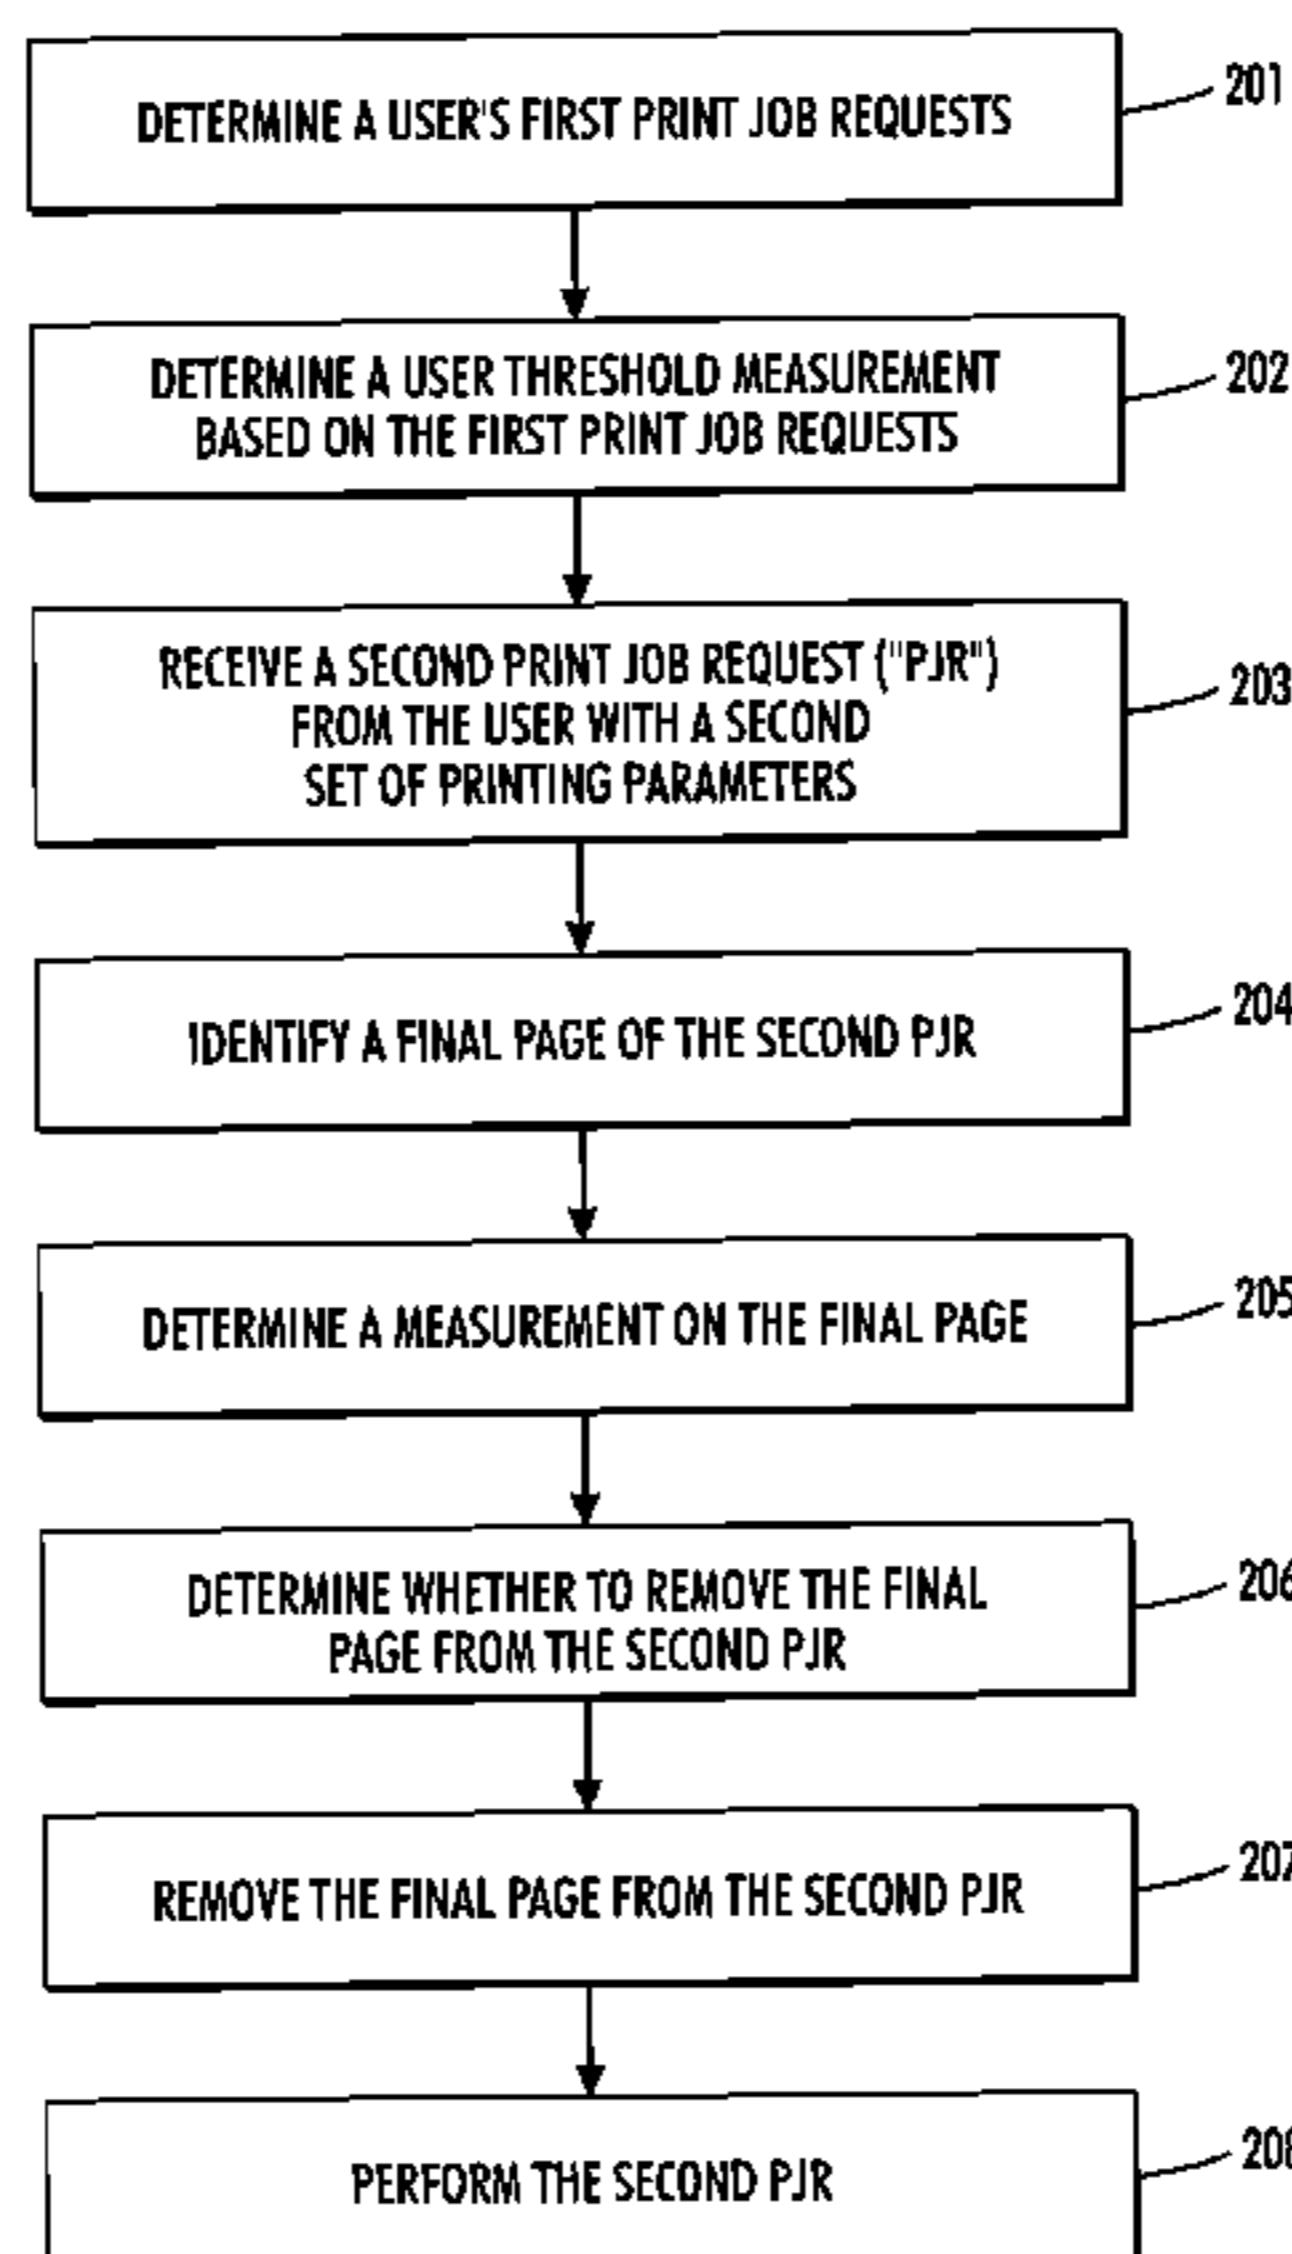 DETERMINE A USER'S FIRST PRINT JOB REQUESTS
201
DETERMINE A USER THRESHOLD MEASUREMENT
BASED ON THE FIRST PRINT JOB REQUESTS
202
RECEIVE A SECOND PRINT JOB REQUEST ("PJR")
FROM THE USER WITH A SECOND
SET OF PRINTING PARAMETERS
203
IDENTIFY A FINAL PAGE OF THE SECOND PJR
204
DETERMINE A MEASUREMENT ON THE FINAL PAGE
205
DETERMINE WHETHER TO REMOVE THE FINAL
PAGE FROM THE SECOND PJR
206
REMOVE THE FINAL PAGE FROM THE SECOND PJR
207
PERFORM THE SECOND PJR
208